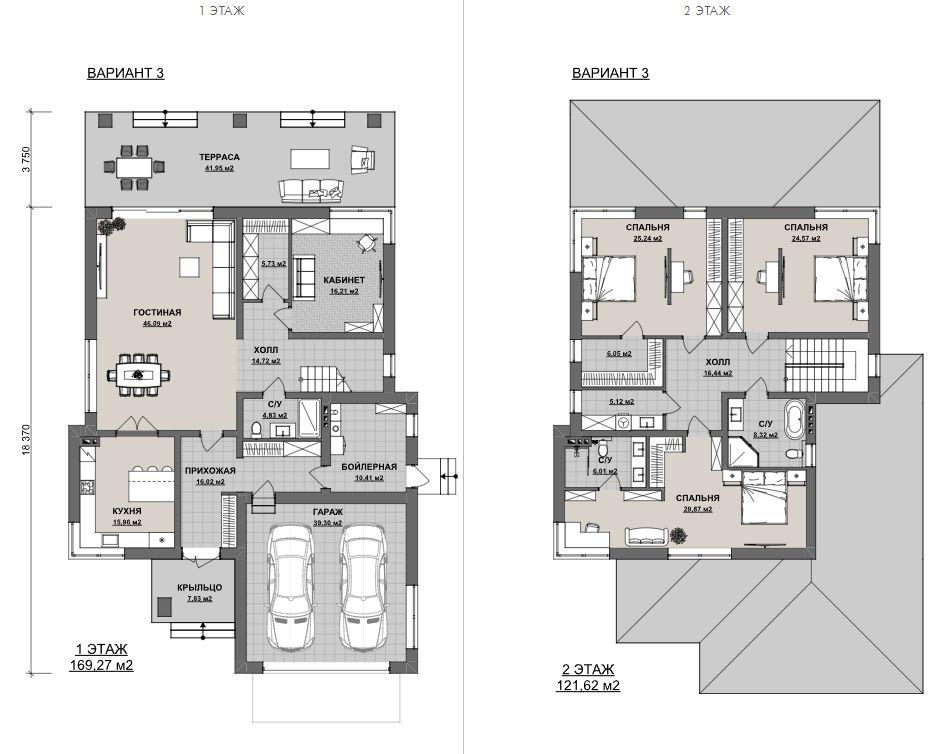 1 ЭТАЖ
ВАРИАНТ 3
3 750
18 370
ТЕРРАСА
41.95 м2
5.73 м2
КАБИНЕТ
16.21 м2
ГОСТИНАЯ
46.09 м2
ХОЛЛ
14.72 м2
С/У
4.83 м2
ПРИХОЖАЯ
16.02 м2
БОЙЛЕРНАЯ
10.41 м2
КУХНЯ
15.96 м2
ГАРАЖ
39.30 м2
КРЫЛЬЦО
7.83 м2
1 ЭТАЖ
169,27 м2
2 ЭТАЖ
ВАРИАНТ 3
СПАЛЬНЯ
25.24 м2
СПАЛЬНЯ
24.57 м2
6.05 м2
ХОЛЛ
16.44 м2
5.12 м2
С/У
8.32 м2
С/У
6.01 м2
СПАЛЬНЯ
29.87 м2
2 ЭТАЖ
121,62 м2